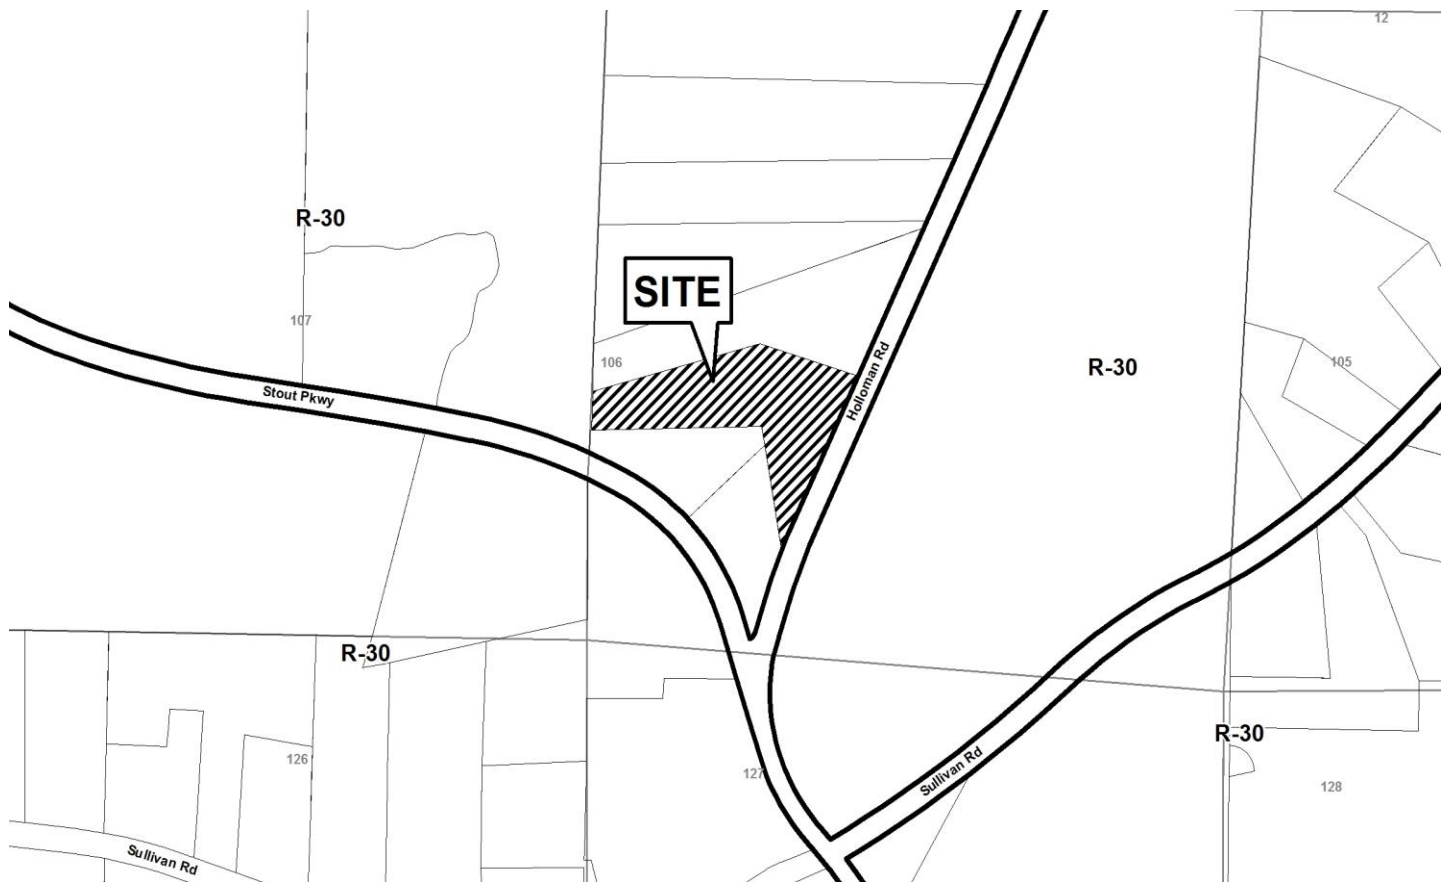 12
R-30
SITE
107
106
R-30
105
Stout Pkwy
Holloman Rd
R-30
R-30
126
127
Sullivan Rd
128
Sullivan Rd